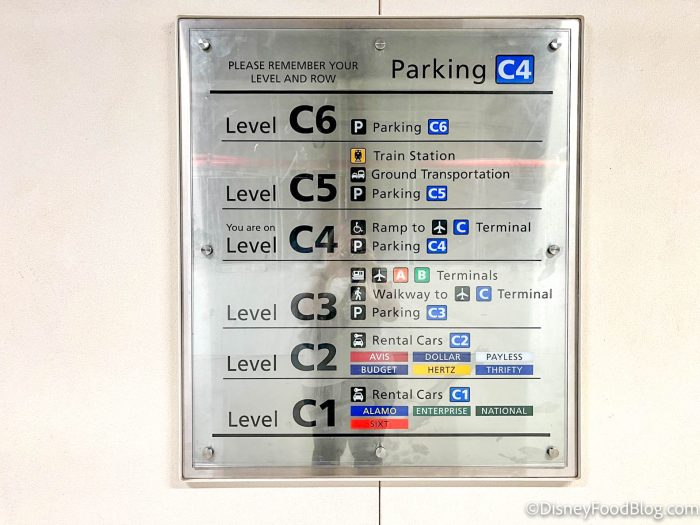 PLEASE REMEMBER YOUR
LEVEL AND ROW
Parking C4
Level C6
P Parking C6
Train Station
Level C5
Ground Transportation
P Parking C5
You are on
Level C4
Ramp to C Terminal
P Parking C4
A B Terminals
Level C3
Walkway to C Terminal
P Parking C3
Level C2
Rental Cars C2
AVIS DOLLAR PAYLESS
BUDGET HERTZ THRIFTY
Level C1
Rental Cars C1
ALAMO ENTERPRISE NATIONAL
SIXT
©DisneyFoodBlog.com